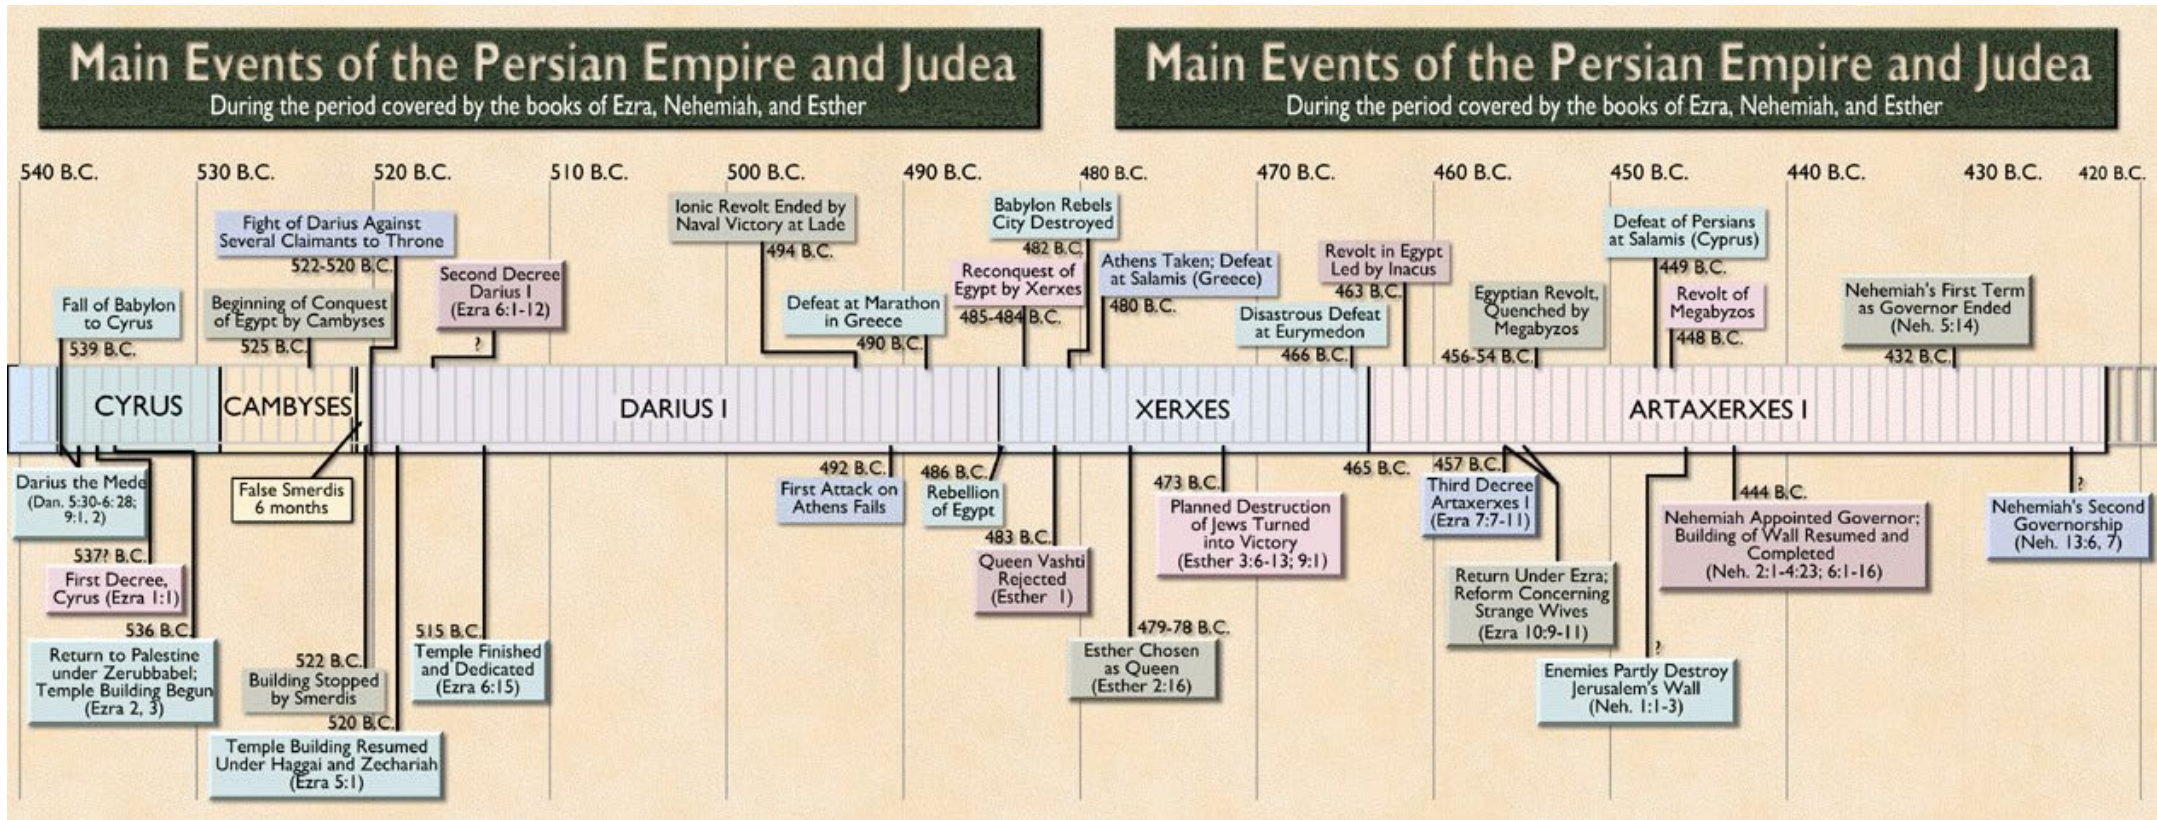 Main Events of the Persian Empire and Judea
During the period covered by the books of Ezra, Nehemiah, and Esther
Main Events of the Persian Empire and Judea
During the period covered by the books of Ezra, Nehemiah, and Esther
540 B.C.
530 B.C.
520 B.C.
510 B.C.
500 B.C.
490 B.C.
480 B.C.
470 B.C.
460 B.C.
450 B.C.
440 B.C.
430 B.C.
420 B.C.
Fall of Babylon
to Cyrus
539 B.C.
Fight of Darius Against
Several Claimants to Throne
522-520 B.C.
Beginning of Conquest
of Egypt by Cambyses
525 B.C.
Second Decree
Darius I
(Ezra 6:1-12)
?
Ionic Revolt Ended by
Naval Victory at Lade
494 B.C.
Defeat at Marathon
in Greece
490 B.C.
Babylon Rebels
City Destroyed
482 B.C.
Reconquest of
Egypt by Xerxes
485-484 B.C.
Athens Taken; Defeat
at Salamis (Greece)
480 B.C.
Disastrous Defeat
at Eurymedon
466 B.C.
Revolt in Egypt
Led by Inacus
463 B.C.
Egyptian Revolt,
Quenched by
Megabyzos
456-54 B.C.
Defeat of Persians
at Salamis (Cyprus)
449 B.C.
Revolt of
Megabyzos
448 B.C.
Nehemiah's First Term
as Governor Ended
(Neh. 5:14)
432 B.C.
CYRUS
CAMBYSES
DARIUS I
XERXES
ARTAXERXES I
Darius the Mede
(Dan. 5:30-6: 28;
9:1, 2)
537? B.C.
First Decree,
Cyrus (Ezra 1:1)
536 B.C.
Return to Palestine
under Zerubbabel;
Temple Building Begun
(Ezra 2, 3)
False Smerdis
6 months
522 B.C.
Building Stopped
by Smerdis
520 B.C.
Temple Building Resumed
Under Haggai and Zechariah
(Ezra 5:1)
515 B.C.
Temple Finished
and Dedicated
(Ezra 6:15)
492 B.C.
First Attack on
Athens Fails
486 B.C.
Rebellion
of Egypt
483 B.C.
Queen Vashti
Rejected
(Esther 1)
479-78 B.C.
Esther Chosen
as Queen
(Esther 2:16)
473 B.C.
Planned Destruction
of Jews Turned
into Victory
(Esther 3:6-13; 9:1)
465 B.C.
457 B.C.
Third Decree
Artaxerxes I
(Ezra 7:7-11)
Return Under Ezra;
Reform Concerning
Strange Wives
(Ezra 10:9-11)
?
Enemies Partly Destroy
Jerusalem's Wall
(Neh. 1:1-3)
444 B.C.
Nehemiah Appointed Governor;
Building of Wall Resumed and
Completed
(Neh. 2:1-4:23; 6:1-16)
?
Nehemiah's Second
Governorship
(Neh. 13:6, 7)